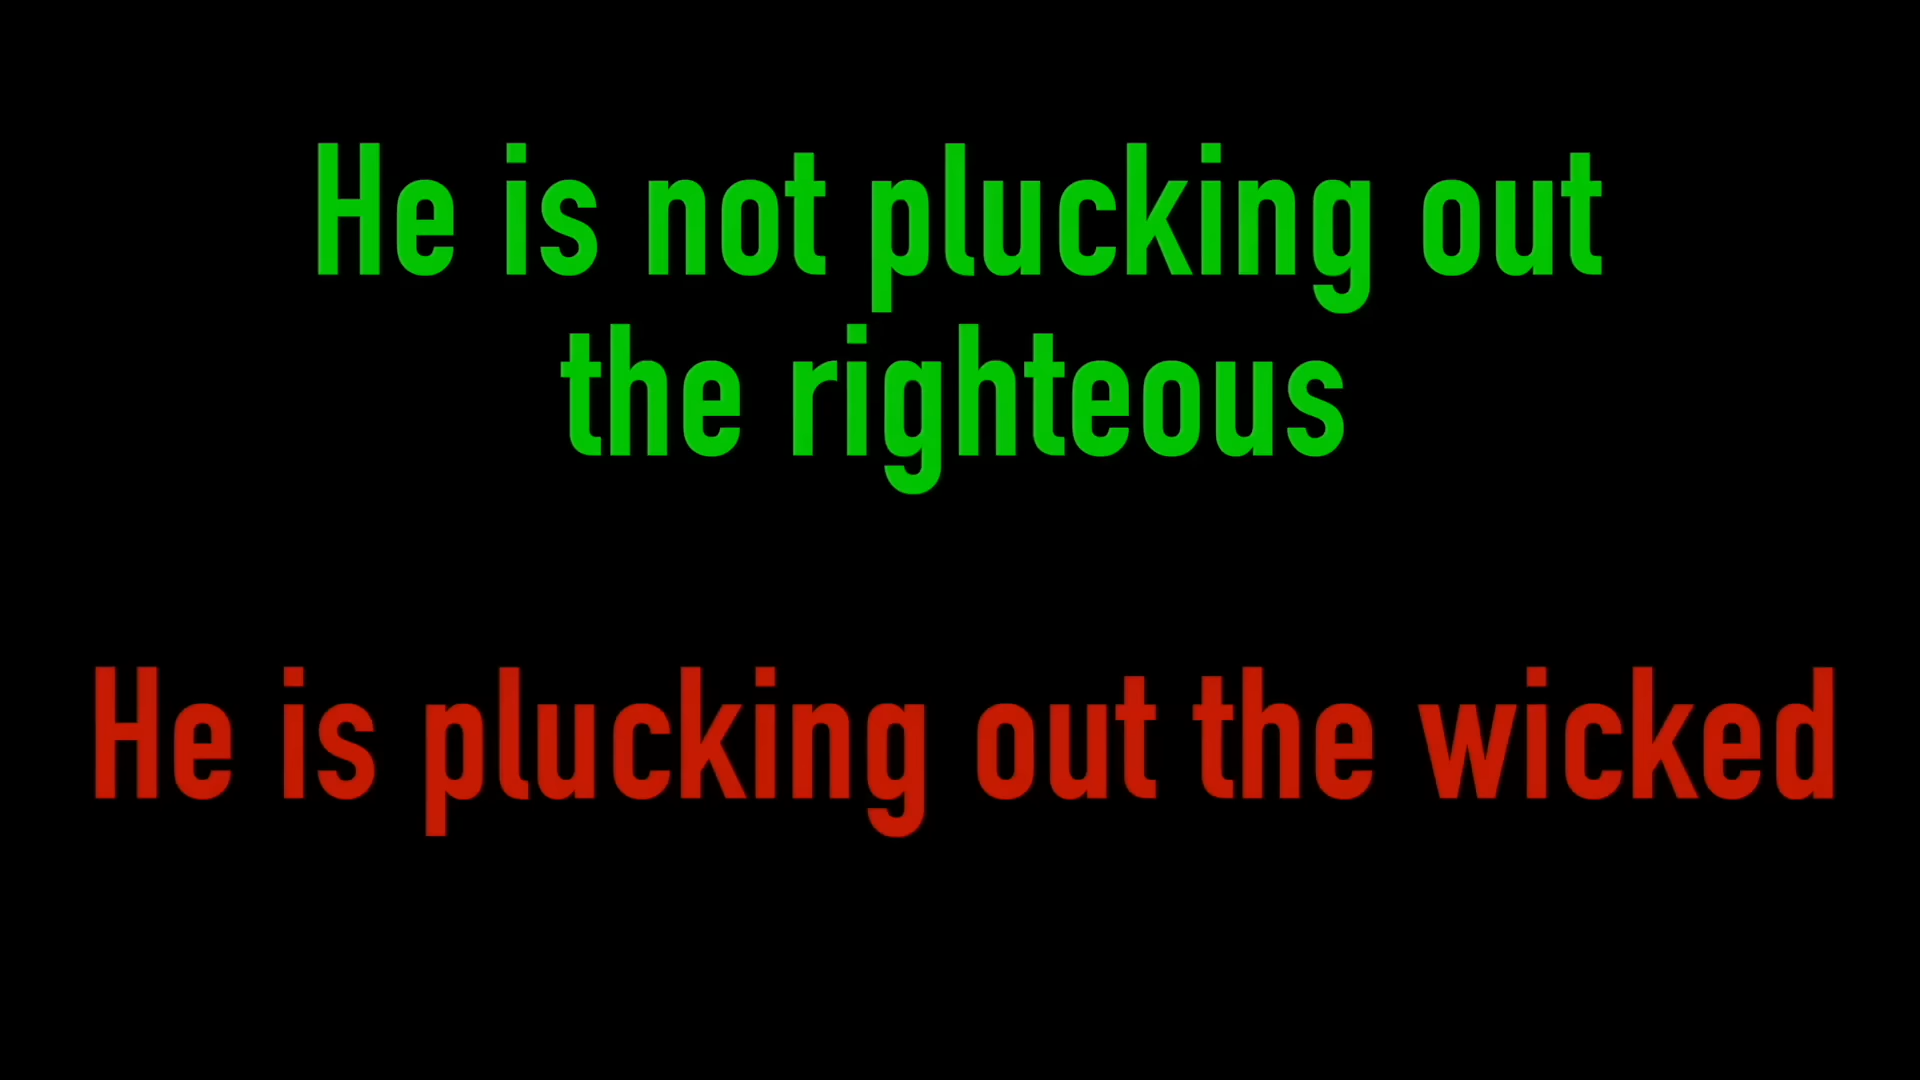 He is not plucking out
the righteous
He is plucking out the wicked